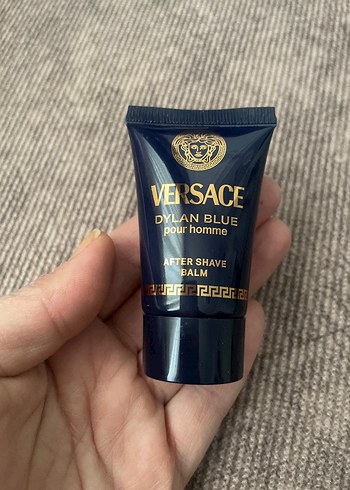 VERSACE
DYLAN BLUE
pour homme
AFTER SHAVE
BALM